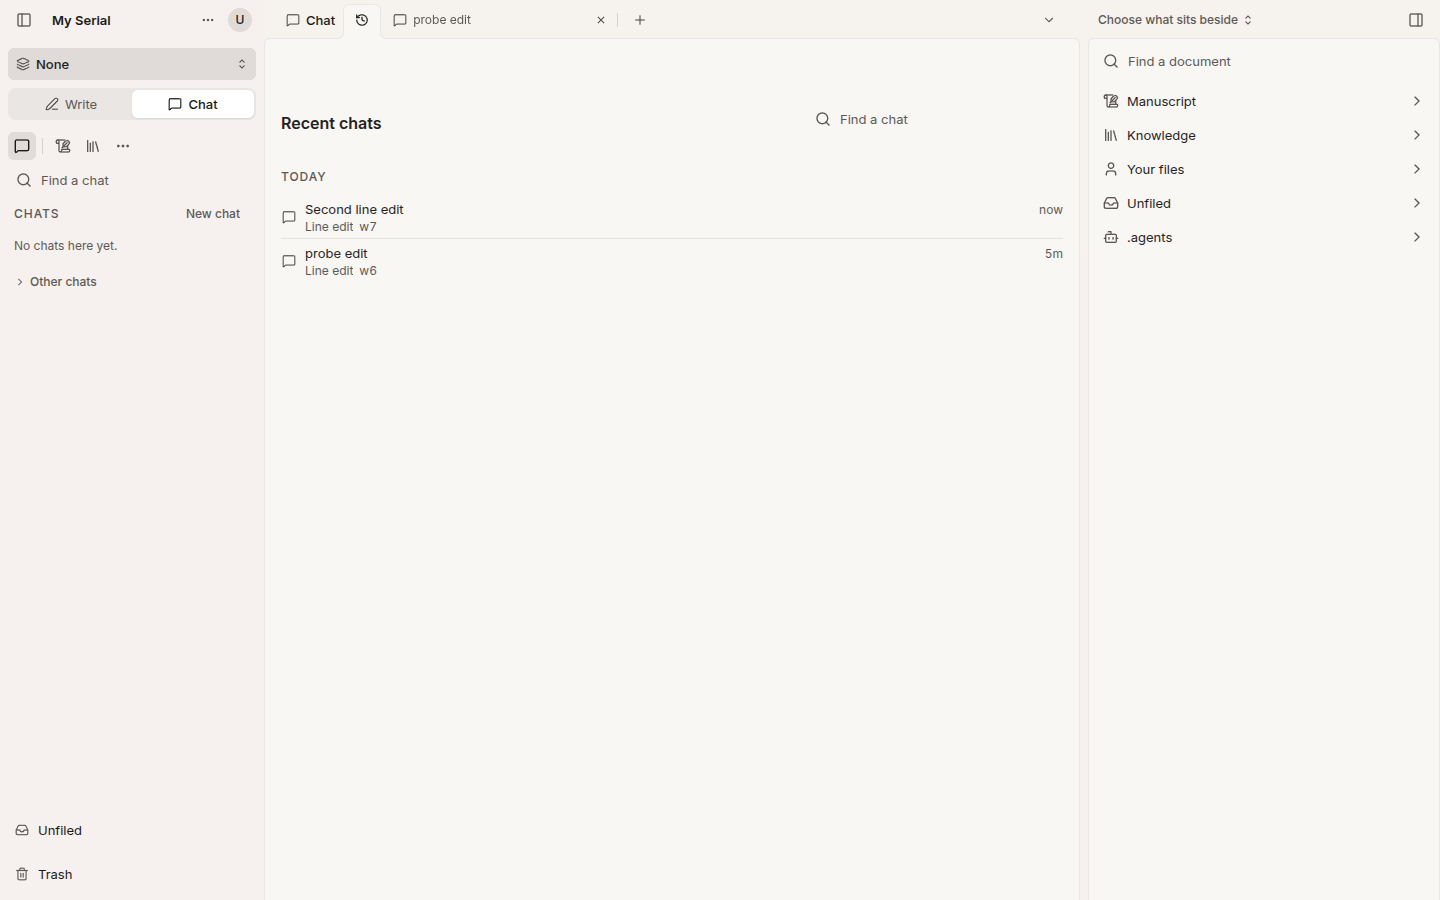 My Serial
U
None
Write
Chat
Find a chat
CHATS
New chat
No chats here yet.
Other chats
Unfiled
Trash
Chat
probe edit
Recent chats
Find a chat
TODAY
Second line edit
now
Line edit w7
probe edit
5m
Line edit w6
Choose what sits beside
Find a document
Manuscript
Knowledge
Your files
Unfiled
.agents